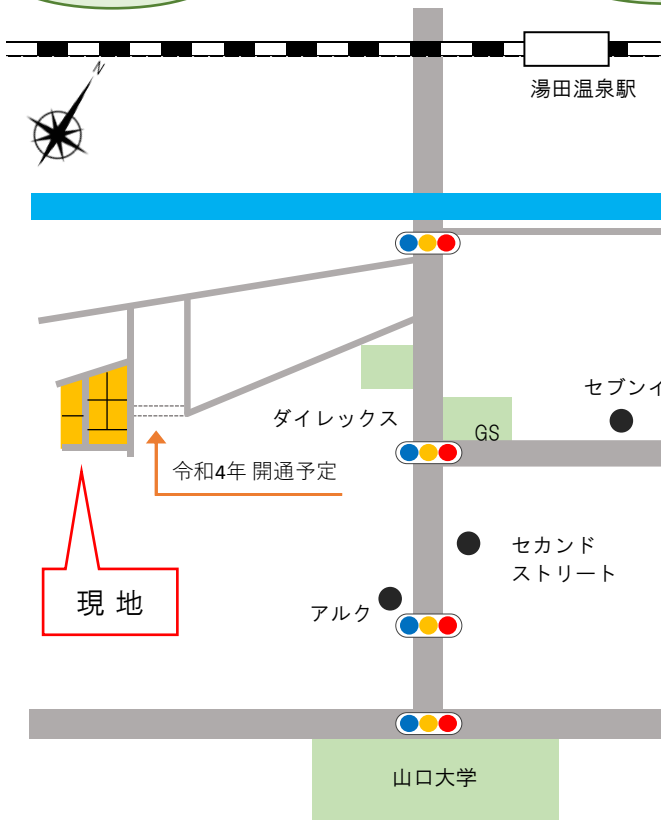 N
湯田温泉駅
セブンイ
ダイレックス
GS
令和4年 開通予定
セカンド
ストリート
現 地
アルク
山口大学